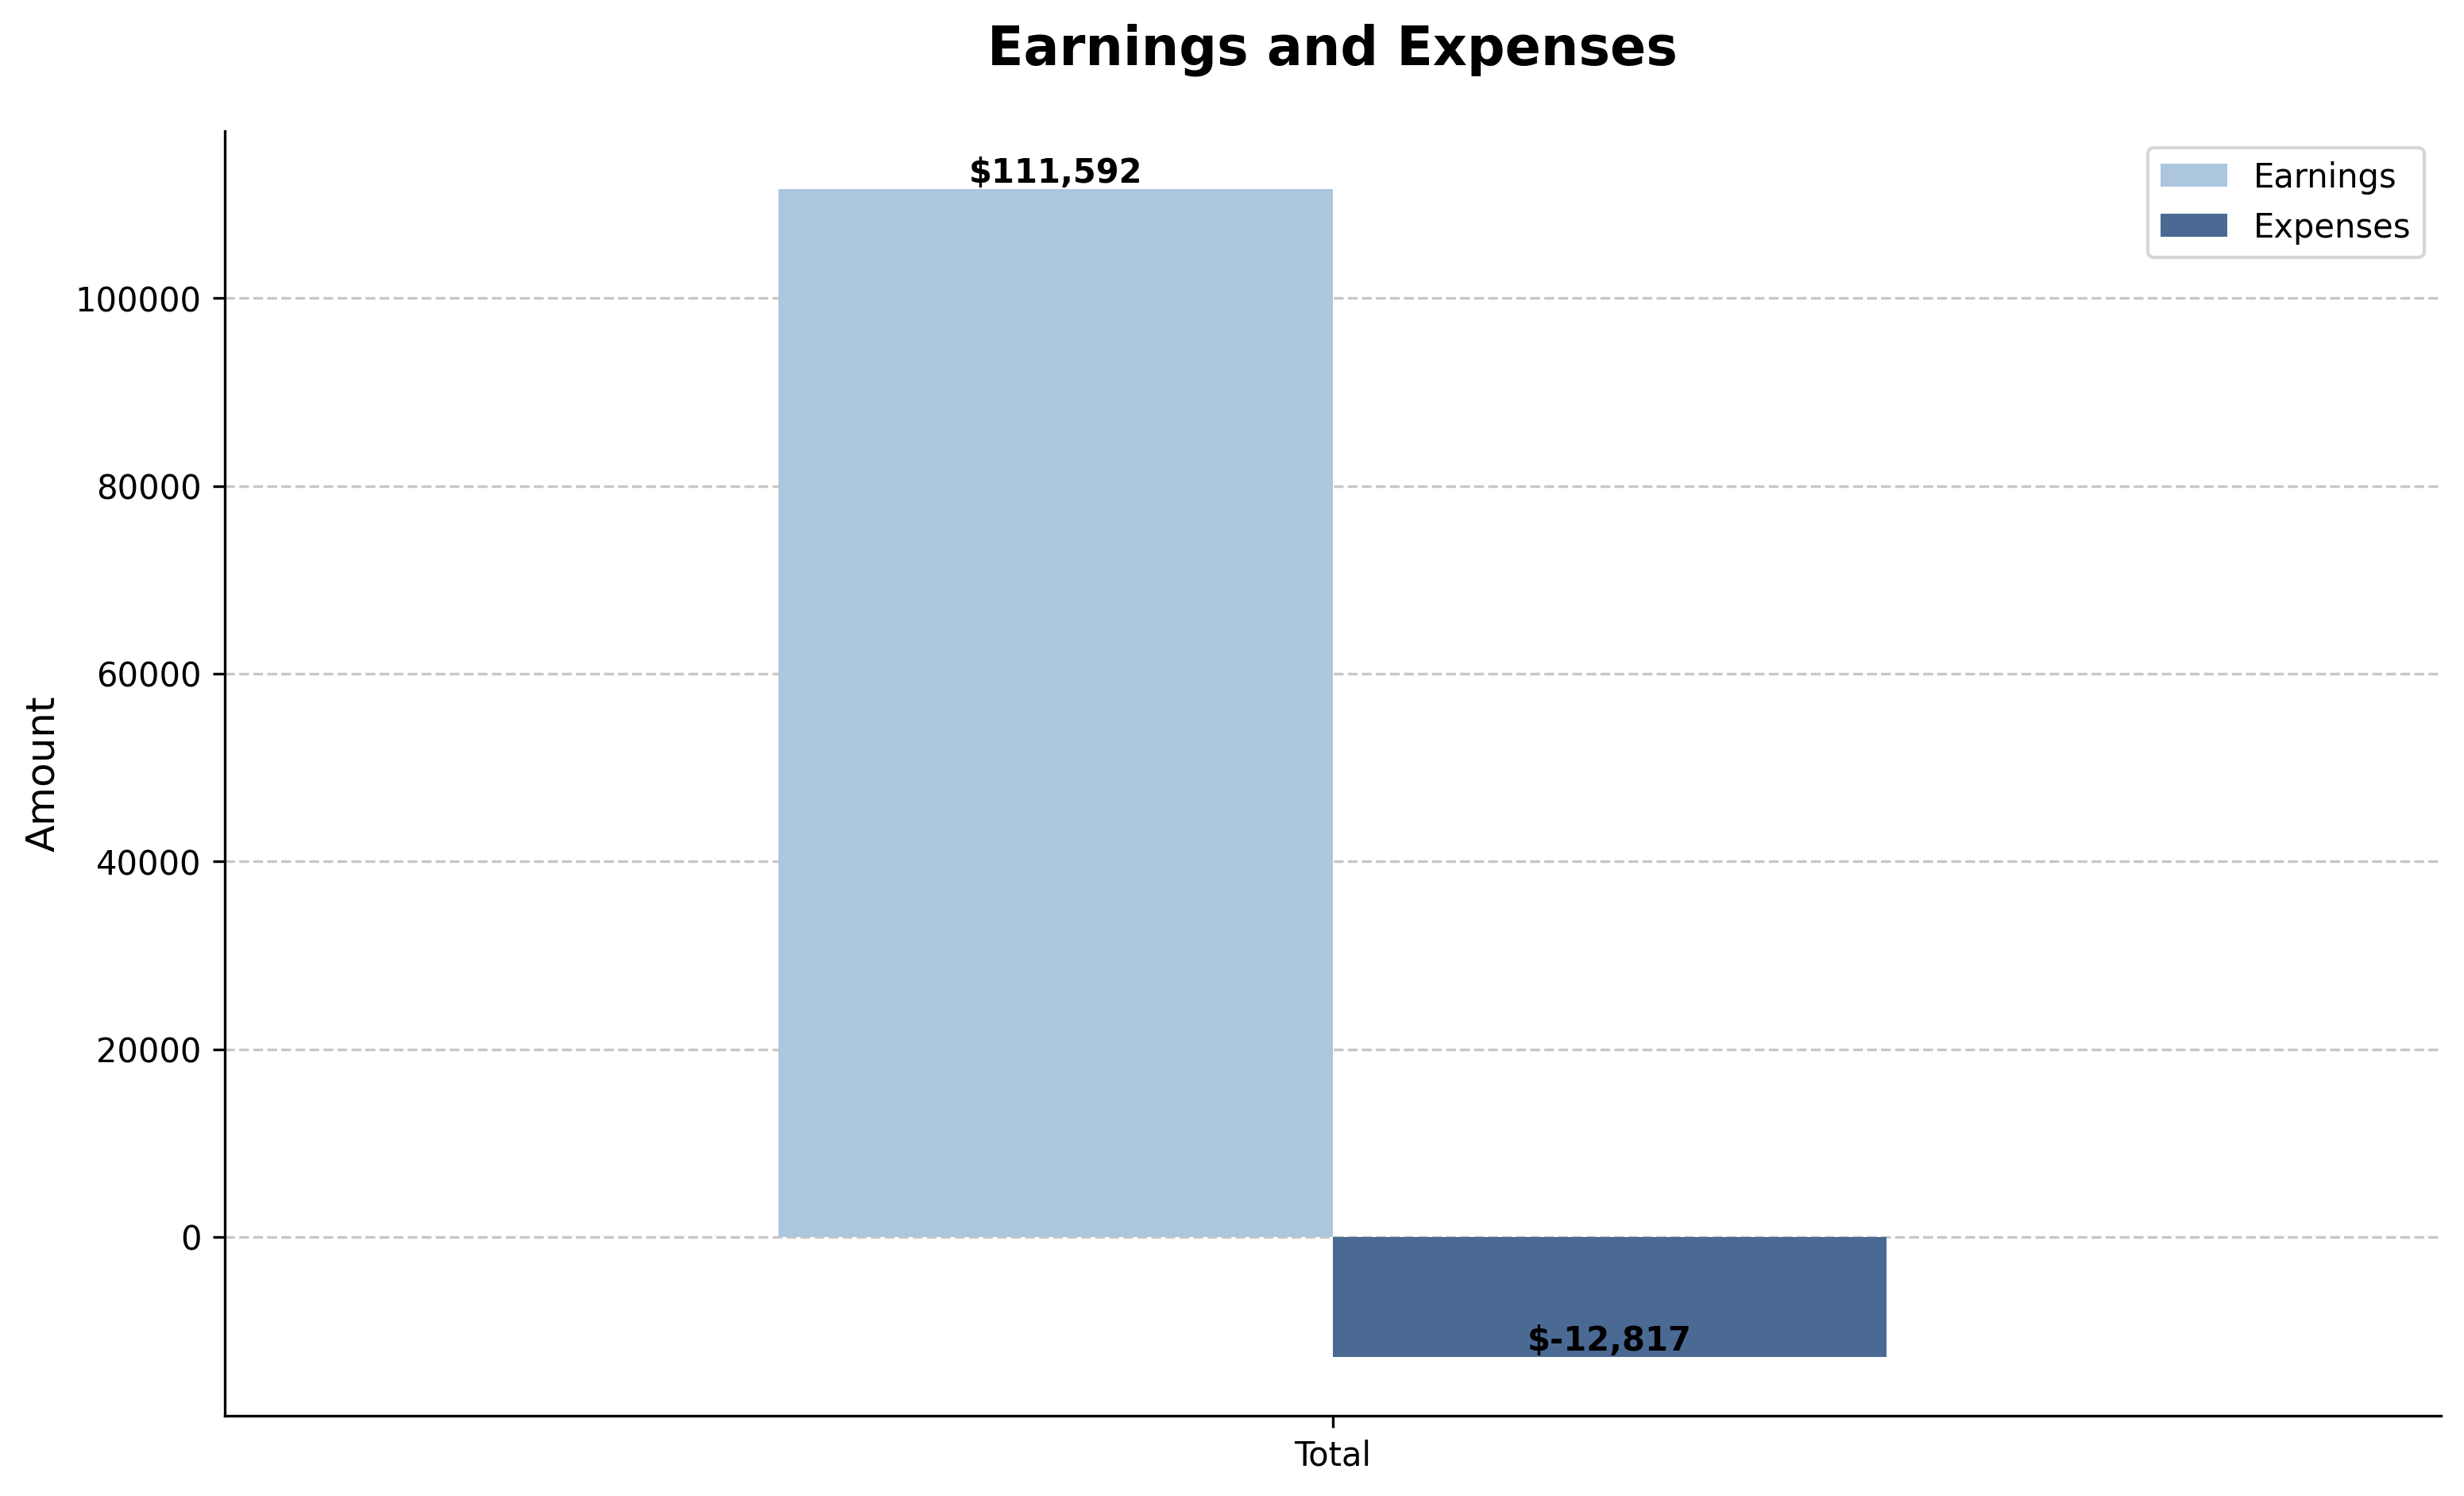 Earnings and Expenses
$111,592
Earnings
Expenses
100000
80000
60000
40000
20000
0
Amount
$-12,817
Total